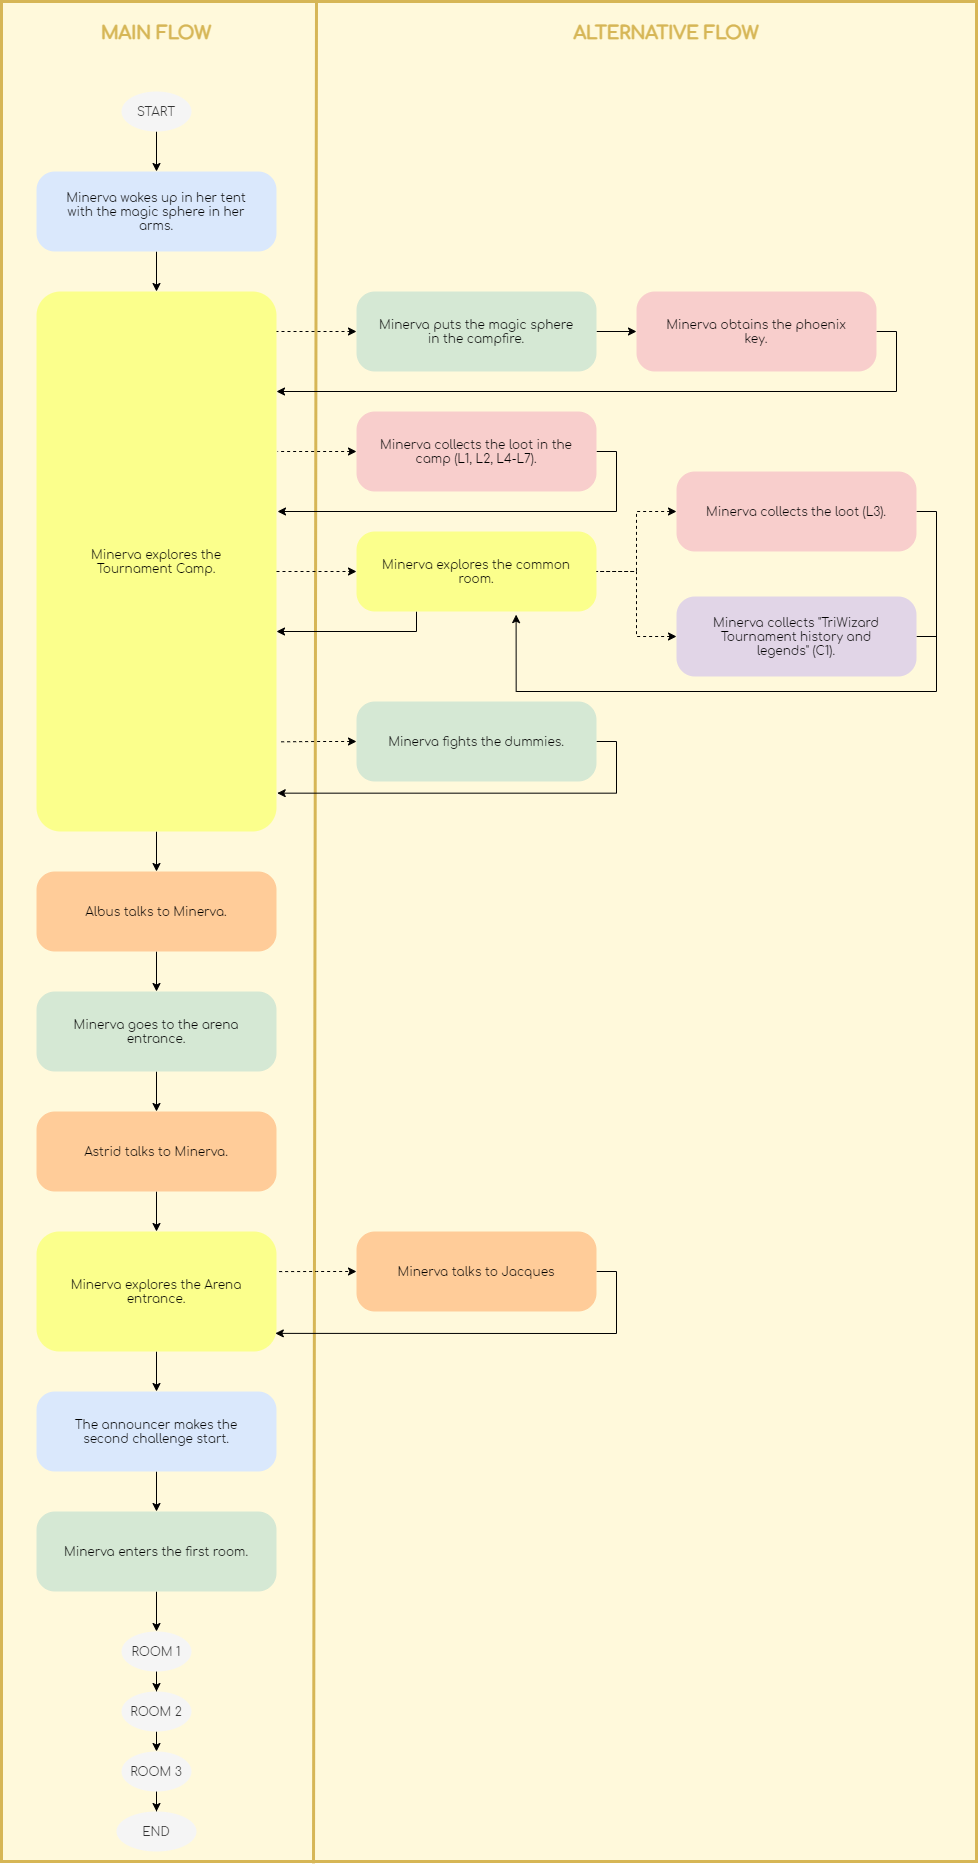 MAIN FLOW
ALTERNATIVE FLOW
START
Minerva wakes up in her tent
with the magic sphere in her
arms.
Minerva explores the
Tournament Camp.
Minerva puts the magic sphere
in the campfire.
Minerva obtains the phoenix
key.
Minerva collects the loot in the
camp (L1, L2, L4-L7).
Minerva explores the common
room.
Minerva collects the loot (L3).
Minerva collects "TriWizard
Tournament history and
legends" (C1).
Minerva fights the dummies.
Albus talks to Minerva.
Minerva goes to the arena
entrance.
Astrid talks to Minerva.
Minerva explores the Arena
entrance.
Minerva talks to Jacques
The announcer makes the
second challenge start.
Minerva enters the first room.
ROOM 1
ROOM 2
ROOM 3
END